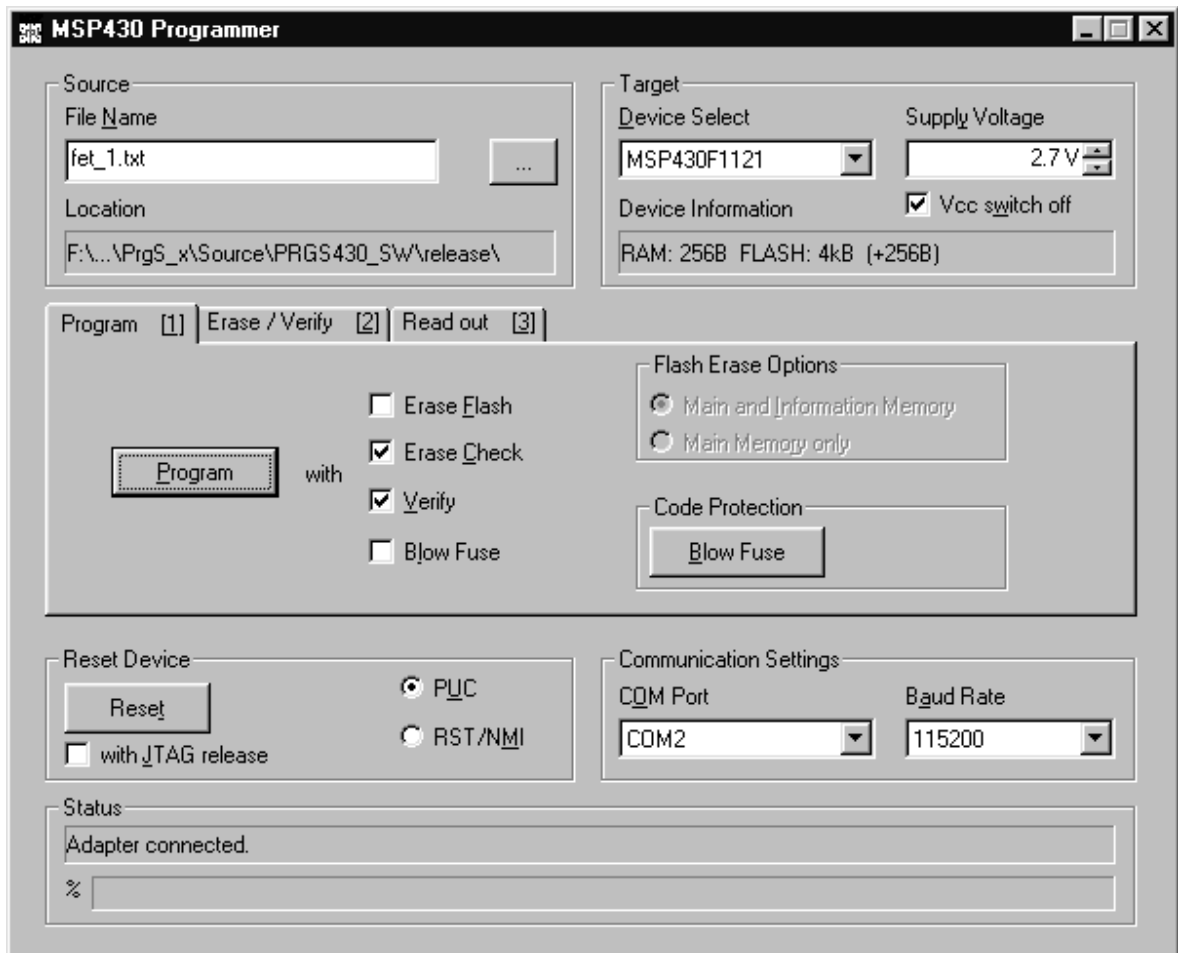 MSP430 Programmer
Source
File Name
fet_1.txt
...
Location
F:\...\PrgS_x\Source\PRGS430_SW\release\
Target
Device Select
Supply Voltage
MSP430F1121
2.7 V
Device Information
Vcc switch off
RAM: 256B FLASH: 4kB (+256B)
Program [1]
Erase / Verify [2]
Read out [3]
Program
with
Erase Flash
Erase Check
Verify
Blow Fuse
Flash Erase Options
Main and Information Memory
Main Memory only
Code Protection
Blow Fuse
Reset Device
Reset
with JTAG release
PUC
RST/NMI
Communication Settings
COM Port
Baud Rate
COM2
115200
Status
Adapter connected.
%